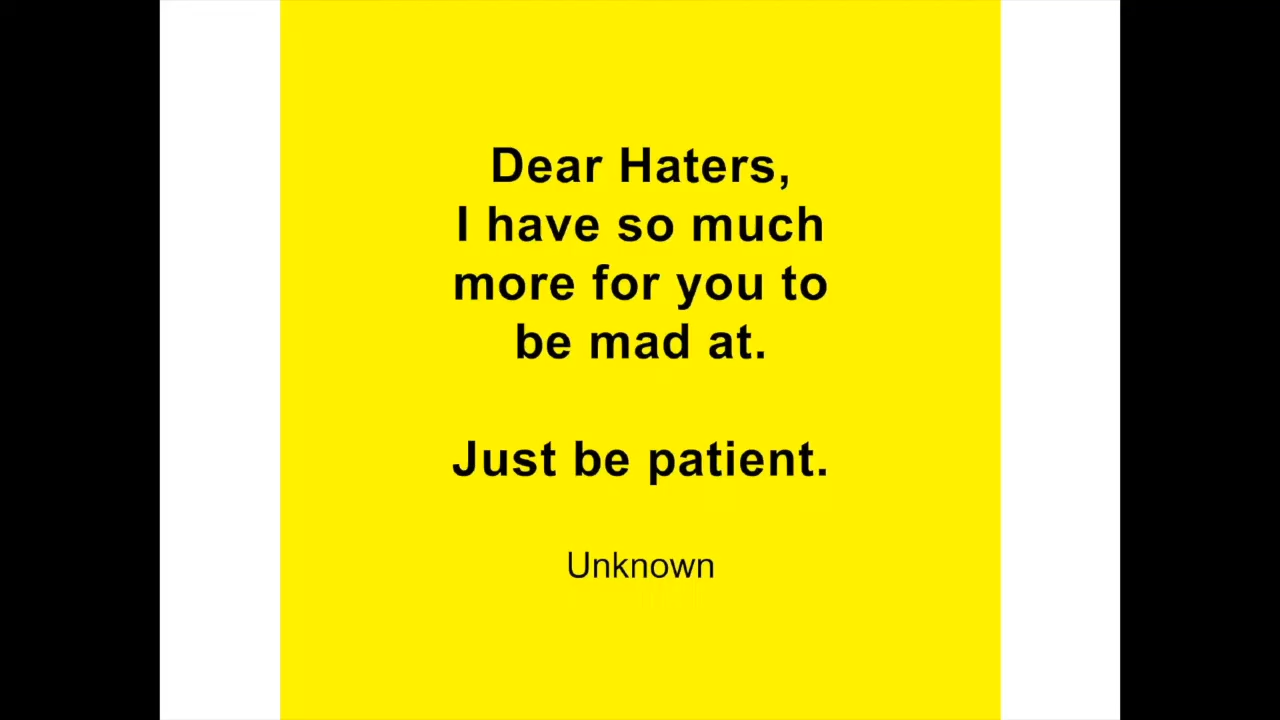 Dear Haters,
I have so much
more for you to
be mad at.
Just be patient.
Unknown